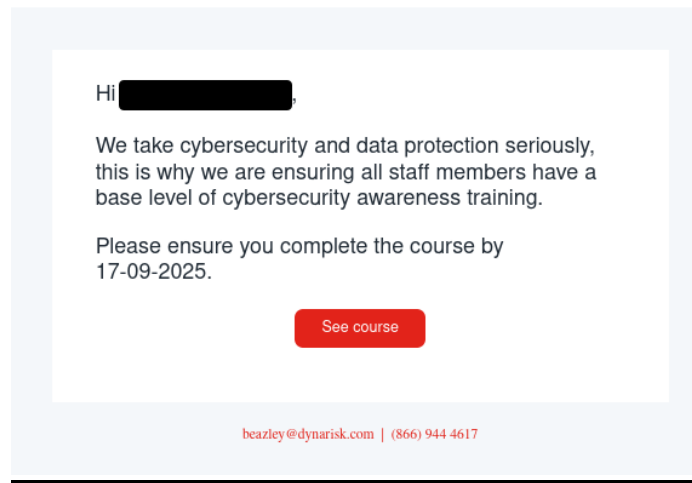 Hi ,
We take cybersecurity and data protection seriously,
this is why we are ensuring all staff members have a
base level of cybersecurity awareness training.
Please ensure you complete the course by
17-09-2025.
See course
beazley@dynarisk.com | (866) 944 4617